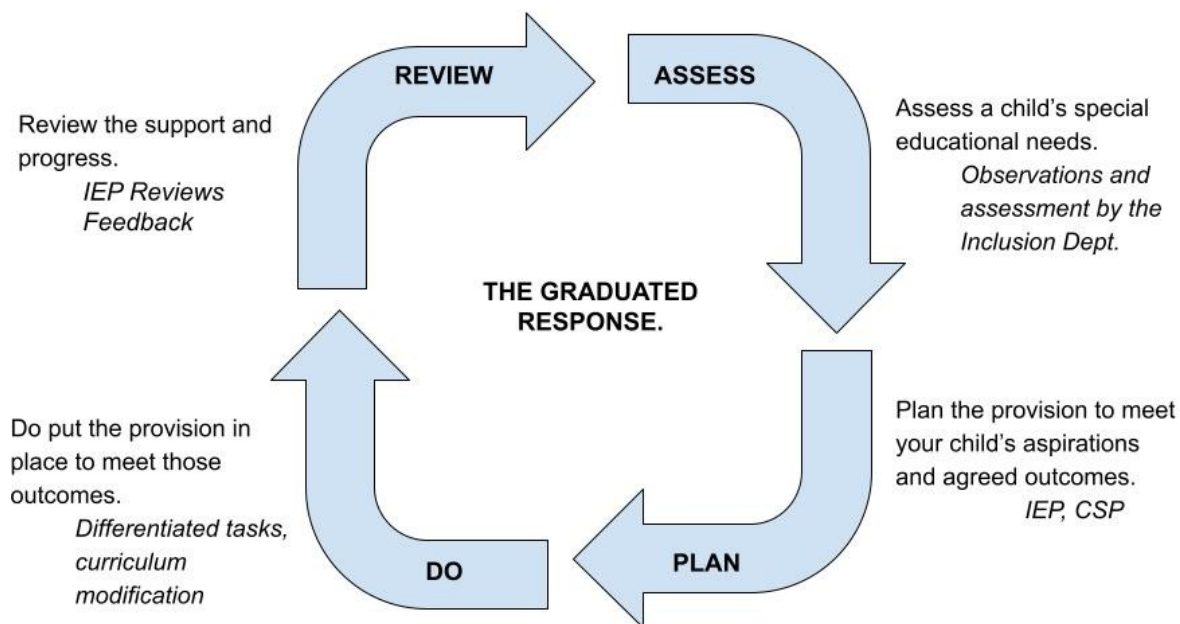 REVIEW
ASSESS
Review the support and
progress.
IEP Reviews
Feedback
Assess a child’s special
educational needs.
Observations and
assessment by the
Inclusion Dept.
THE GRADUATED
RESPONSE.
Do put the provision in
place to meet those
outcomes.
Differentiated tasks,
curriculum
modification
Plan the provision to meet
your child’s aspirations
and agreed outcomes.
IEP, CSP
DO
PLAN